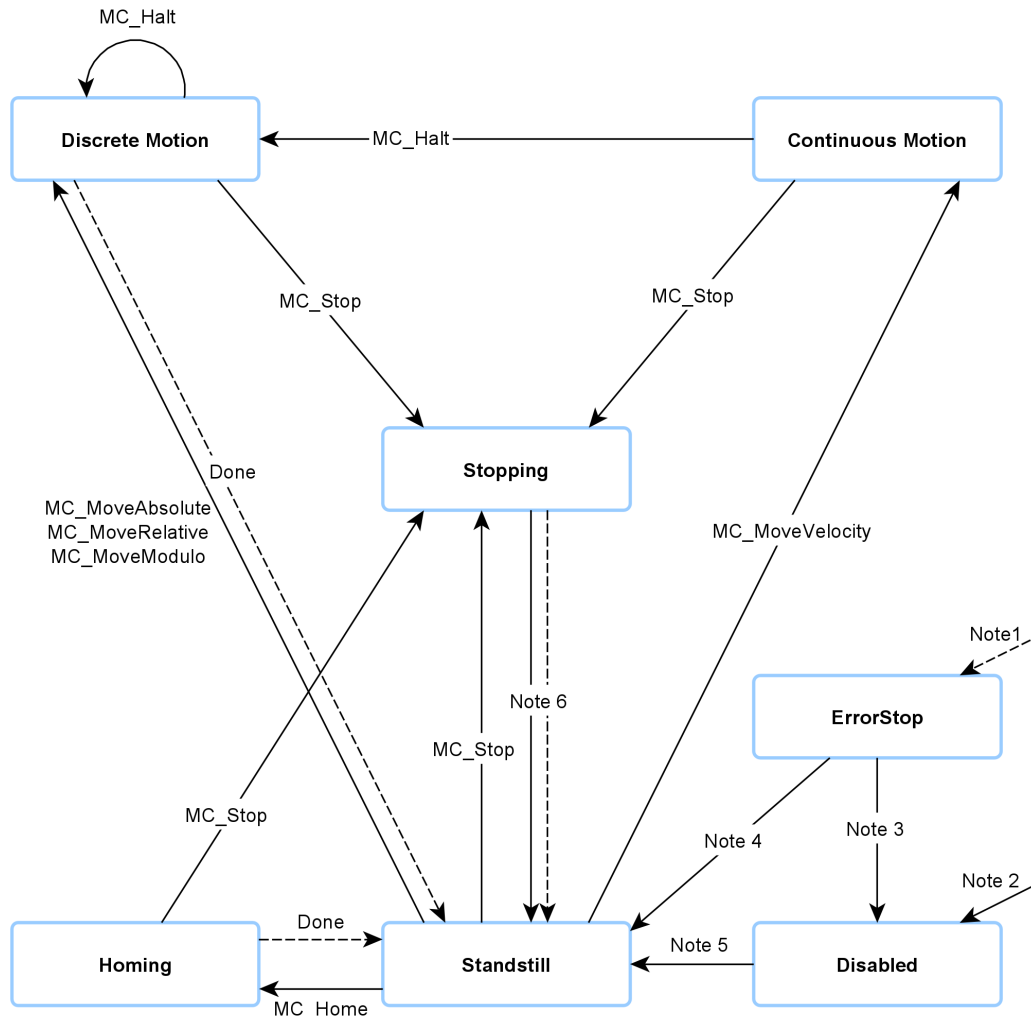 MC_Halt
Discrete Motion
MC_Halt
Continuous Motion
MC_Stop
MC_Stop
Stopping
Done
MC_MoveAbsolute
MC_MoveRelative
MC_MoveModulo
MC_MoveVelocity
Note1
Note 6
ErrorStop
MC_Stop
MC_Stop
Note 4
Note 3
Note 2
Done
Note 5
Homing
Standstill
Disabled
MC_Home